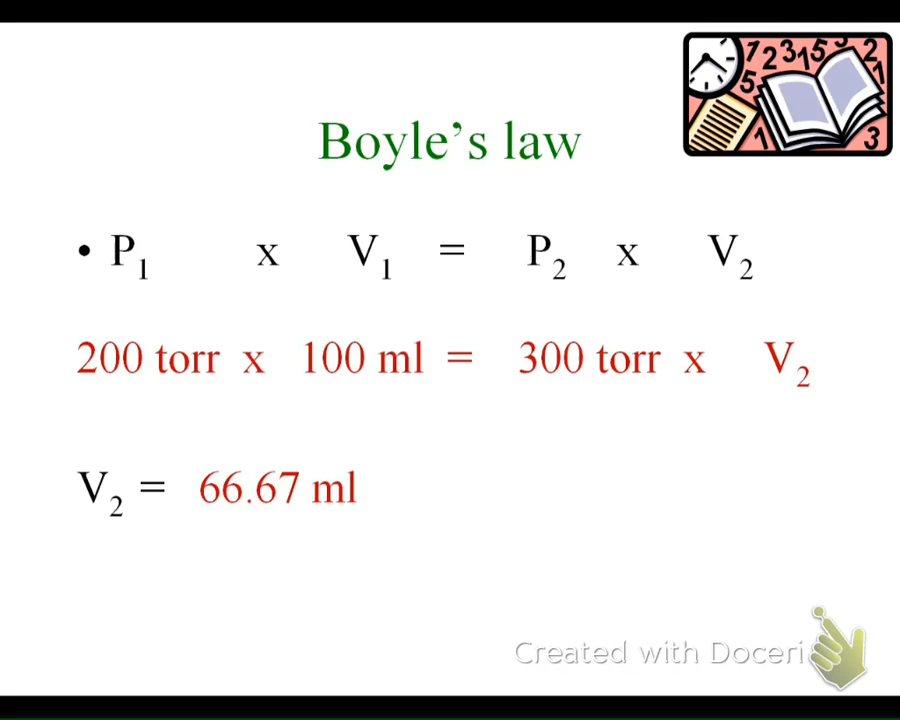 Boyle’s law
• P₁ x V₁ = P₂ x V₂
200 torr x 100 ml = 300 torr x V₂
V₂ = 66.67 ml
Created with Doceri